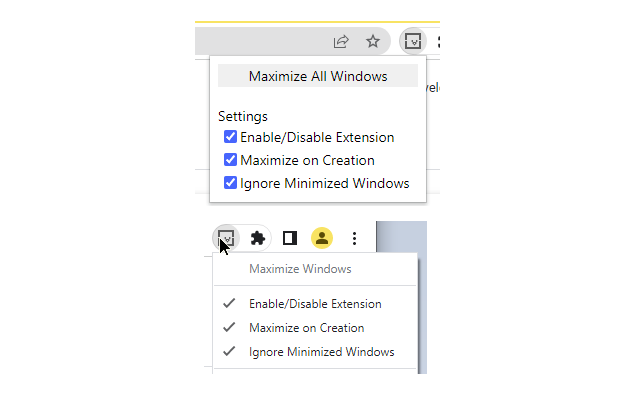 Maximize All Windows
Settings
Enable/Disable Extension
Maximize on Creation
Ignore Minimized Windows
Maximize Windows
Enable/Disable Extension
Maximize on Creation
Ignore Minimized Windows